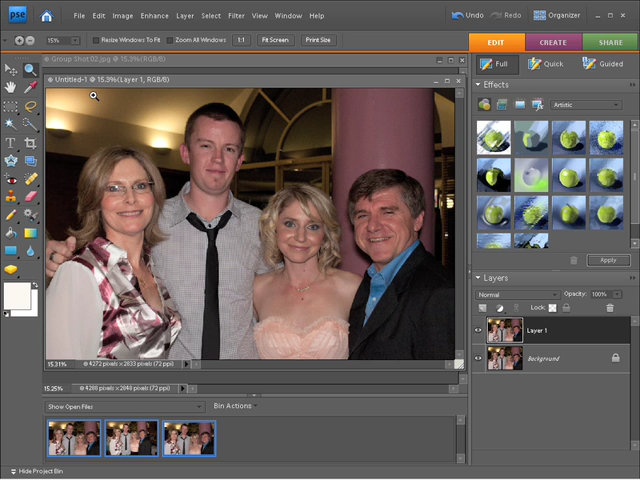 pse File Edit Image Enhance Layer Select Filter View Window Help Undo Redo Organizer
15% Resize Windows To Fit Zoom All Windows 1:1 Fit Screen Print Size
EDIT CREATE SHARE
Group Shot 02.jpg @ 15.3%(RGB/8)
Full Quick Guided
Untitled-1 @ 15.3%(Layer 1, RGB/8)
Effects
Artistic
Apply
Layers
Normal Opacity: 100%
Lock:
Layer 1
Background
15.31% 4272 pixels x 2833 pixels (72 ppi)
15.25% 4288 pixels x 2848 pixels (72 ppi)
Show Open Files Bin Actions
Hide Project Bin